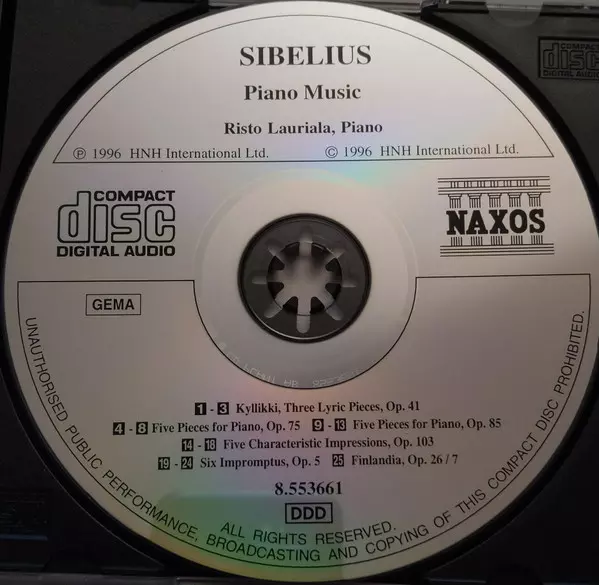 SIBELIUS
Piano Music
Risto Lauriala, Piano
℗ 1996 HNH International Ltd. © 1996 HNH International Ltd.
COMPACT
disc
DIGITAL AUDIO
NAXOS
GEMA
1 - 3 Kyllikki, Three Lyric Pieces, Op. 41
4 - 8 Five Pieces for Piano, Op. 75 9 - 13 Five Pieces for Piano, Op. 85
14 - 18 Five Characteristic Impressions, Op. 103
19 - 24 Six Impromptus, Op. 5 25 Finlandia, Op. 26 / 7
8.553661
DDD
ALL RIGHTS RESERVED.
UNAUTHORISED PUBLIC PERFORMANCE, BROADCASTING AND COPYING OF THIS COMPACT DISC PROHIBITED.
COMPACT
disc
DIGITAL AUDIO